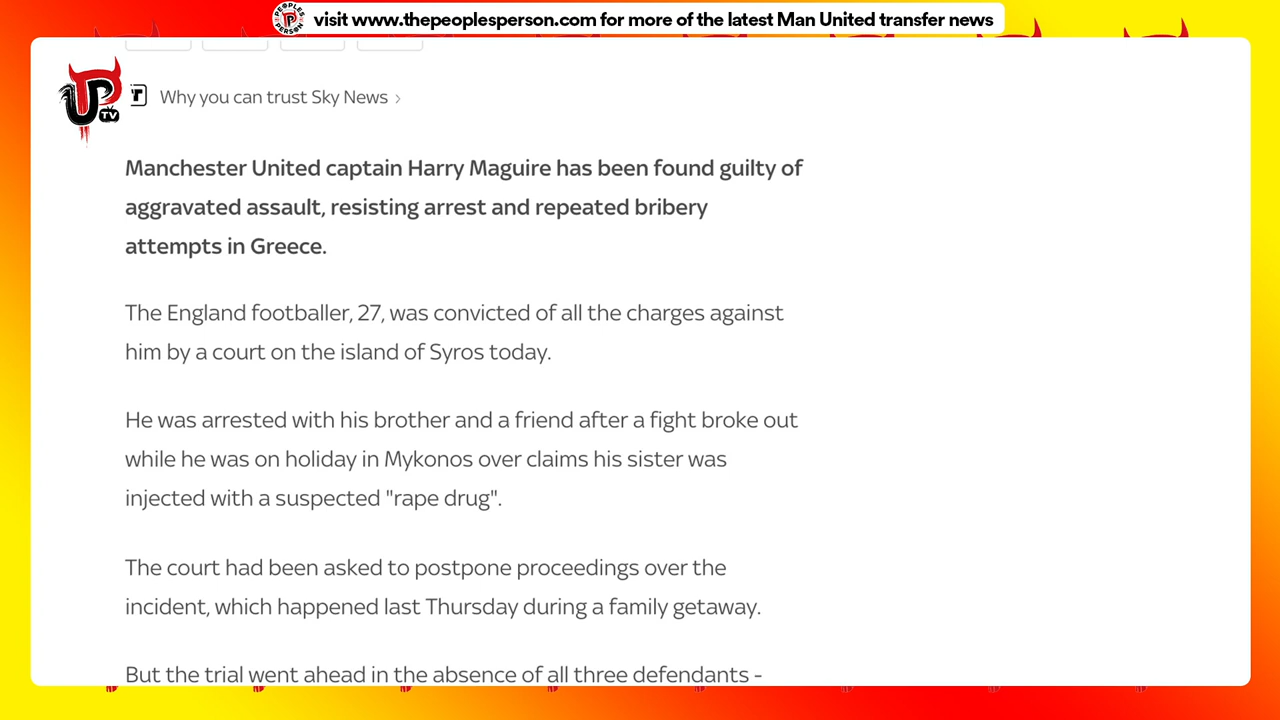 PEOPLES PERSON
visit www.thepeoplesperson.com for more of the latest Man United transfer news
UP
TV
T
Why you can trust Sky News >
Manchester United captain Harry Maguire has been found guilty of
aggravated assault, resisting arrest and repeated bribery
attempts in Greece.
The England footballer, 27, was convicted of all the charges against
him by a court on the island of Syros today.
He was arrested with his brother and a friend after a fight broke out
while he was on holiday in Mykonos over claims his sister was
injected with a suspected "rape drug".
The court had been asked to postpone proceedings over the
incident, which happened last Thursday during a family getaway.
But the trial went ahead in the absence of all three defendants -